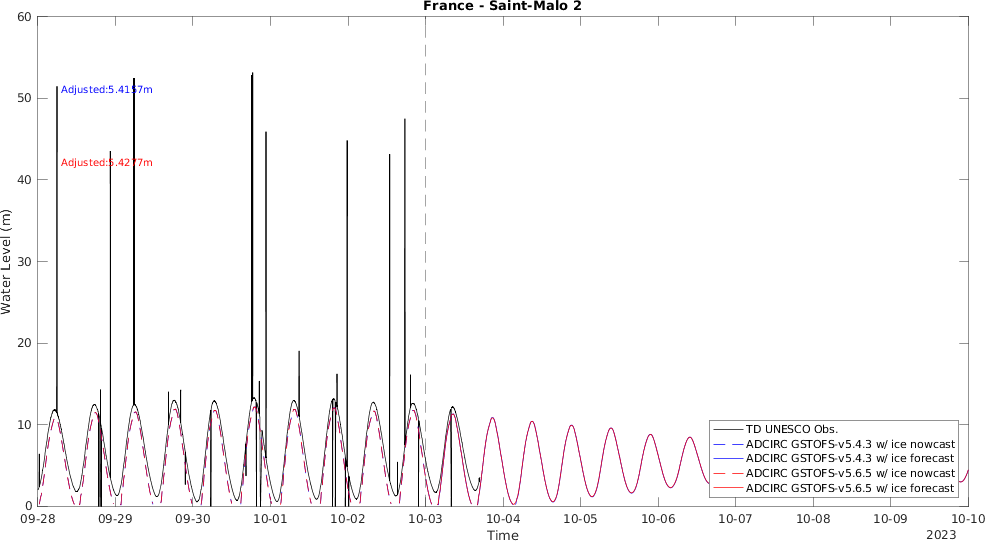 France - Saint-Malo 2
60
50
40
30
20
10
0
Water Level (m)
Adjusted:5.4157m
Adjusted:5.4277m
TD UNESCO Obs.
ADCIRC GSTOFS-v5.4.3 w/ ice nowcast
ADCIRC GSTOFS-v5.4.3 w/ ice forecast
ADCIRC GSTOFS-v5.6.5 w/ ice nowcast
ADCIRC GSTOFS-v5.6.5 w/ ice forecast
09-28 09-29 09-30 10-01 10-02 10-03 10-04 10-05 10-06 10-07 10-08 10-09 10-10
Time
2023